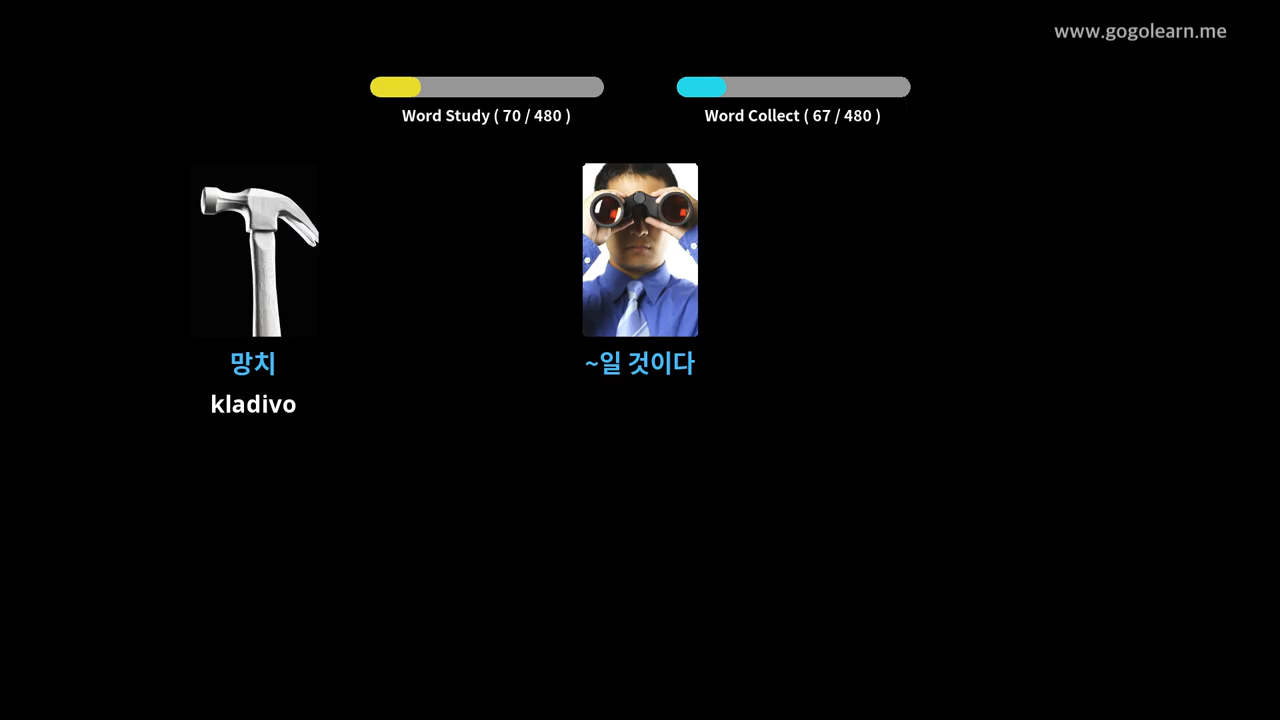 www.gogolearn.me
Word Study ( 70 / 480 )
Word Collect ( 67 / 480 )
망치
~일 것이다
kladivo